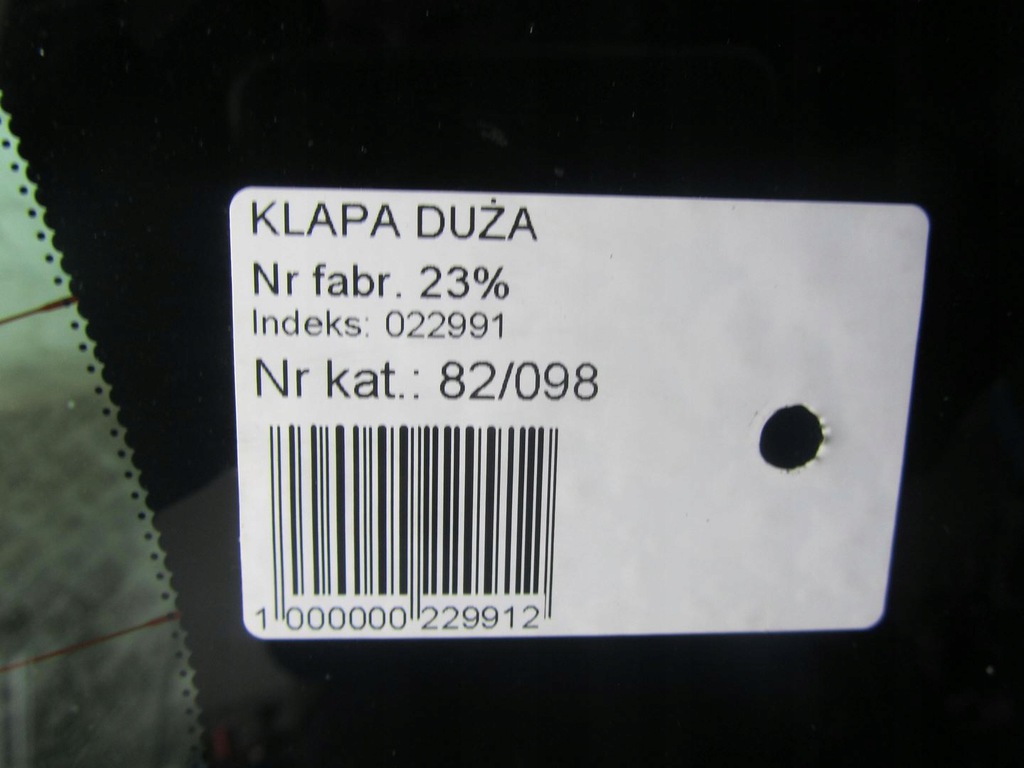 KLAPA DUŻA
Nr fabr. 23%
Indeks: 022991
Nr kat.: 82/098
1 000000 229912